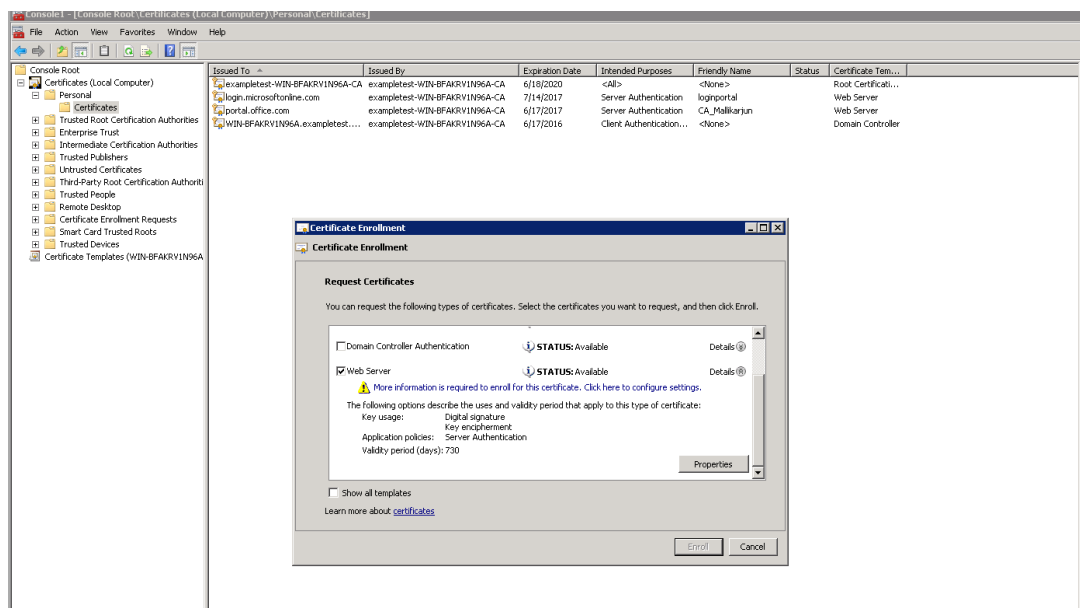 Console1 - [Console Root\Certificates (Local Computer)\Personal\Certificates]
File Action View Favorites Window Help
Console Root
Certificates (Local Computer)
Personal
Certificates
Trusted Root Certification Authorities
Enterprise Trust
Intermediate Certification Authorities
Trusted Publishers
Untrusted Certificates
Third-Party Root Certification Authoriti
Trusted People
Remote Desktop
Certificate Enrollment Requests
Smart Card Trusted Roots
Trusted Devices
Certificate Templates (WIN-BFAKRV1N96A
Issued To Issued By Expiration Date Intended Purposes Friendly Name Status Certificate Tem...
exampletest-WIN-BFAKRV1N96A-CA exampletest-WIN-BFAKRV1N96A-CA 6/18/2020 <All> <None> Root Certificati...
login.microsoftonline.com exampletest-WIN-BFAKRV1N96A-CA 7/14/2017 Server Authentication loginportal Web Server
portal.office.com exampletest-WIN-BFAKRV1N96A-CA 6/17/2017 Server Authentication CA_Mallikarjun Web Server
WIN-BFAKRV1N96A.exampletest.... exampletest-WIN-BFAKRV1N96A-CA 6/17/2016 Client Authentication... <None> Domain Controller
Certificate Enrollment
Certificate Enrollment
Request Certificates
You can request the following types of certificates. Select the certificates you want to request, and then click Enroll.
Domain Controller Authentication STATUS: Available Details
Web Server STATUS: Available Details
More information is required to enroll for this certificate. Click here to configure settings.
The following options describe the uses and validity period that apply to this type of certificate:
Key usage: Digital signature
Key encipherment
Application policies: Server Authentication
Validity period (days): 730
Properties
Show all templates
Learn more about certificates
Enroll Cancel